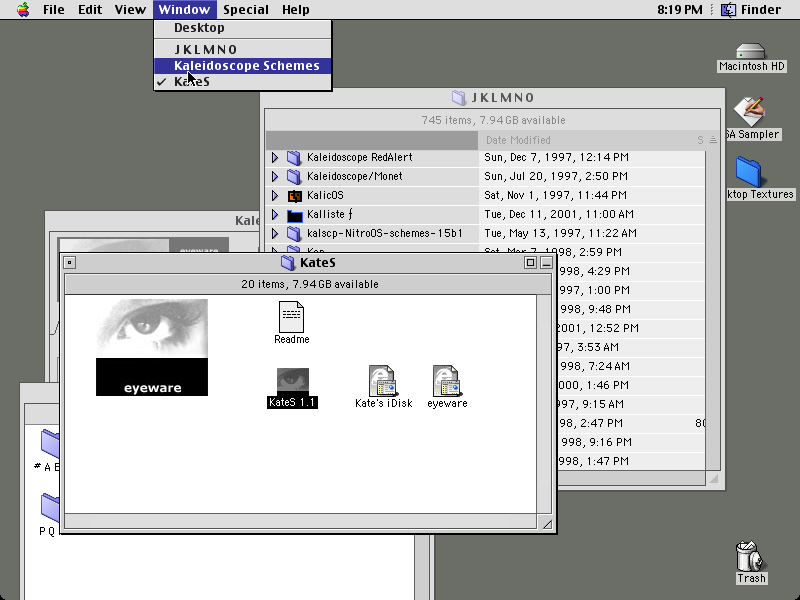 File Edit View Window Special Help 8:19 PM Finder
Desktop
J K L M N O
Kaleidoscope Schemes
KateS
Macintosh HD
J K L M N O
745 items, 7.94 GB available
Date Modified S
Kaleidoscope RedAlert Sun, Dec 7, 1997, 12:14 PM
Kaleidoscope/Monet Sun, Jul 20, 1997, 2:50 PM
KalicOS Sat, Nov 1, 1997, 11:44 PM
Kalliste ƒ Tue, Dec 11, 2001, 11:00 AM
kalscp-NitroOS-schemes-15b1 Tue, May 13, 1997, 11:22 AM
Sat, Mar 7, 1998, 2:59 PM
998, 4:29 PM
997, 1:00 PM
998, 9:48 PM
2001, 12:52 PM
97, 3:53 AM
998, 7:24 AM
000, 1:46 PM
997, 9:15 AM
998, 2:47 PM 80
1998, 9:16 PM
998, 1:47 PM
SA Sampler
ktop Textures
Kale
eyeware
KateS
20 items, 7.94 GB available
eyeware
Readme
KateS 1.1
Kate's iDisk
eyeware
# A B
P Q
Trash